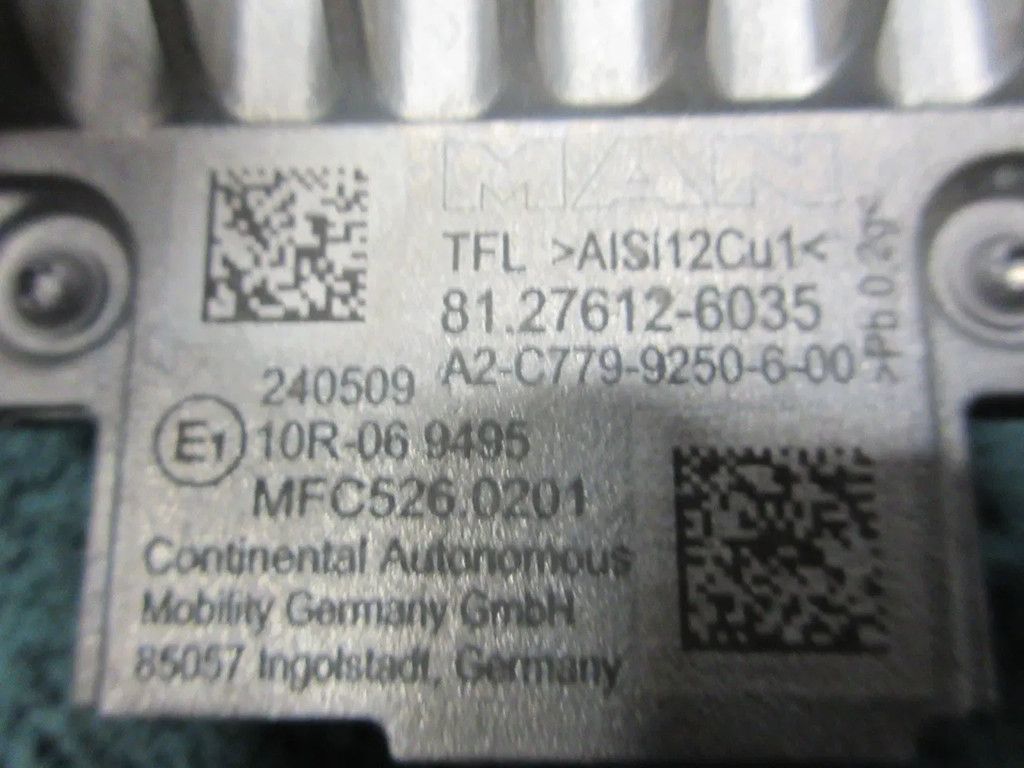 MAN
TFL >AlSi12Cu1<
81.27612-6035
A2-C779-9250-6-00
>Pb 0.2g<
240509
E1
10R-06 9495
MFC526 0201
Continental Autonomous
Mobility Germany GmbH
85057 Ingolstadt, Germany